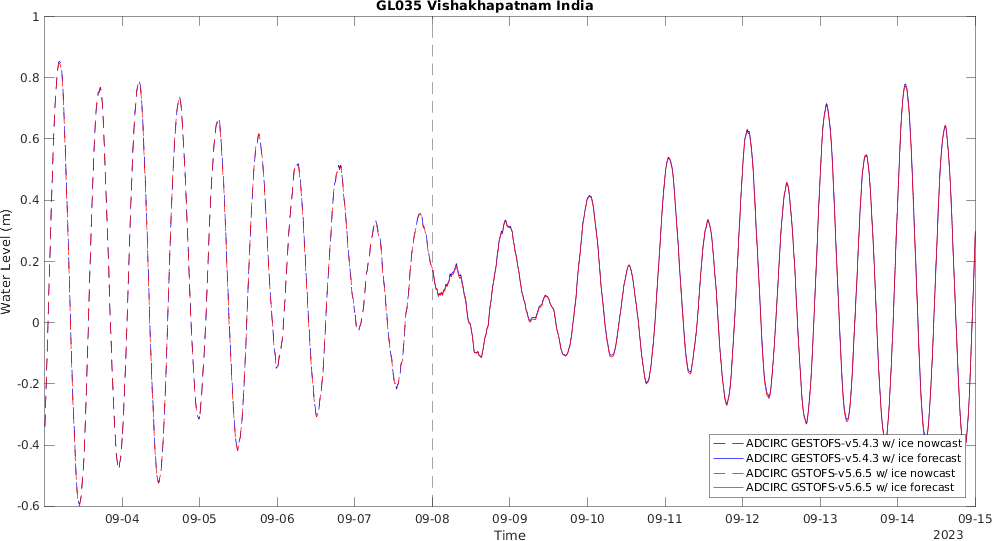 GL035 Vishakhapatnam India
1
0.8
0.6
0.4
0.2
0
-0.2
-0.4
-0.6
Water Level (m)
ADCIRC GESTOFS-v5.4.3 w/ ice nowcast
ADCIRC GESTOFS-v5.4.3 w/ ice forecast
ADCIRC GSTOFS-v5.6.5 w/ ice nowcast
ADCIRC GSTOFS-v5.6.5 w/ ice forecast
09-04 09-05 09-06 09-07 09-08 09-09 09-10 09-11 09-12 09-13 09-14 09-15
Time
2023